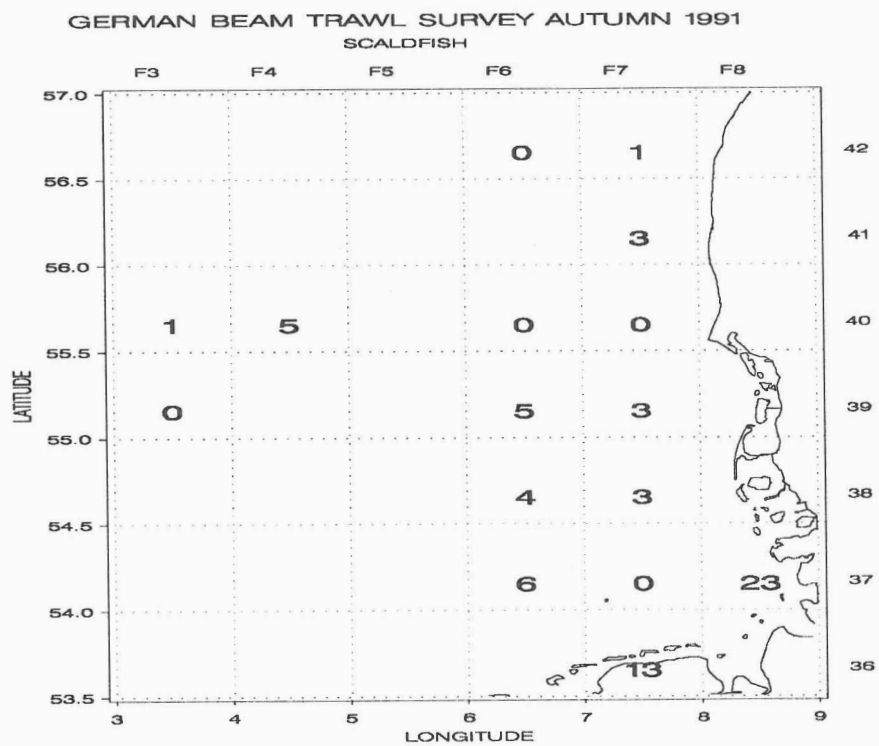 GERMAN BEAM TRAWL SURVEY AUTUMN 1991
SCALDFISH
F3 F4 F5 F6 F7 F8
57.0
0 1 42
56.5
3 41
56.0
1 5 0 0 40
55.5
0 5 3 39
55.0
4 3 38
54.5
6 0 23 37
54.0
13 36
53.5
3 4 5 6 7 8 9
LATITUDE
LONGITUDE